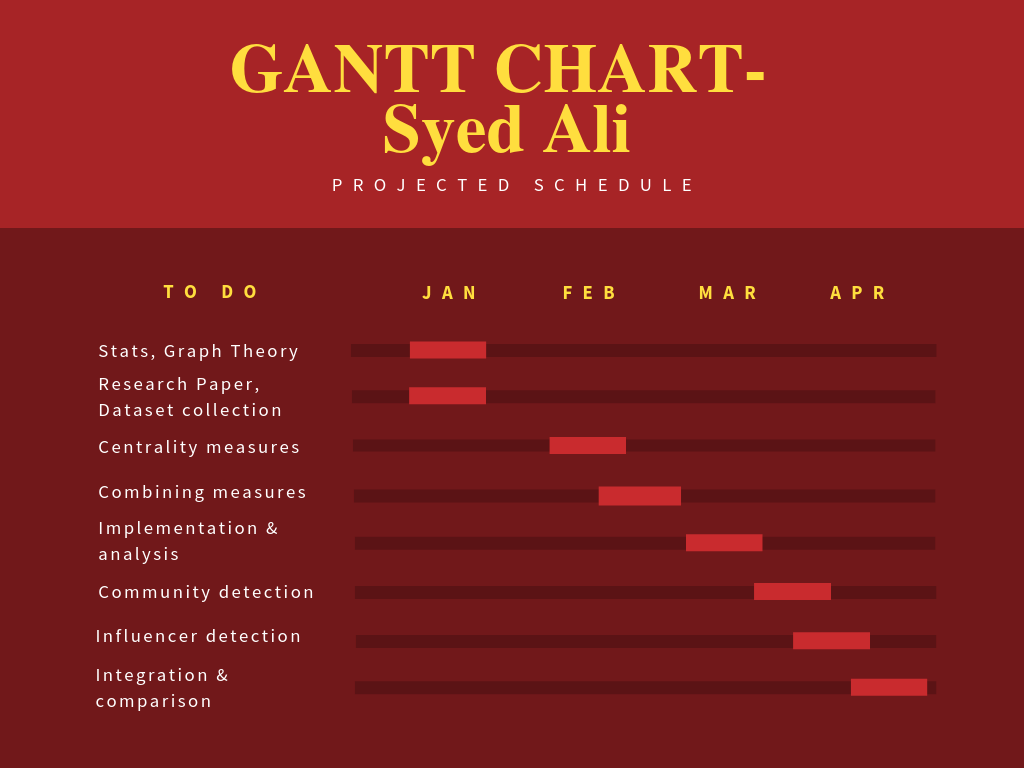 GANTT CHART-
Syed Ali
PROJECTED SCHEDULE
TO DO JAN FEB MAR APR
Stats, Graph Theory
Research Paper,
Dataset collection
Centrality measures
Combining measures
Implementation &
analysis
Community detection
Influencer detection
Integration &
comparison